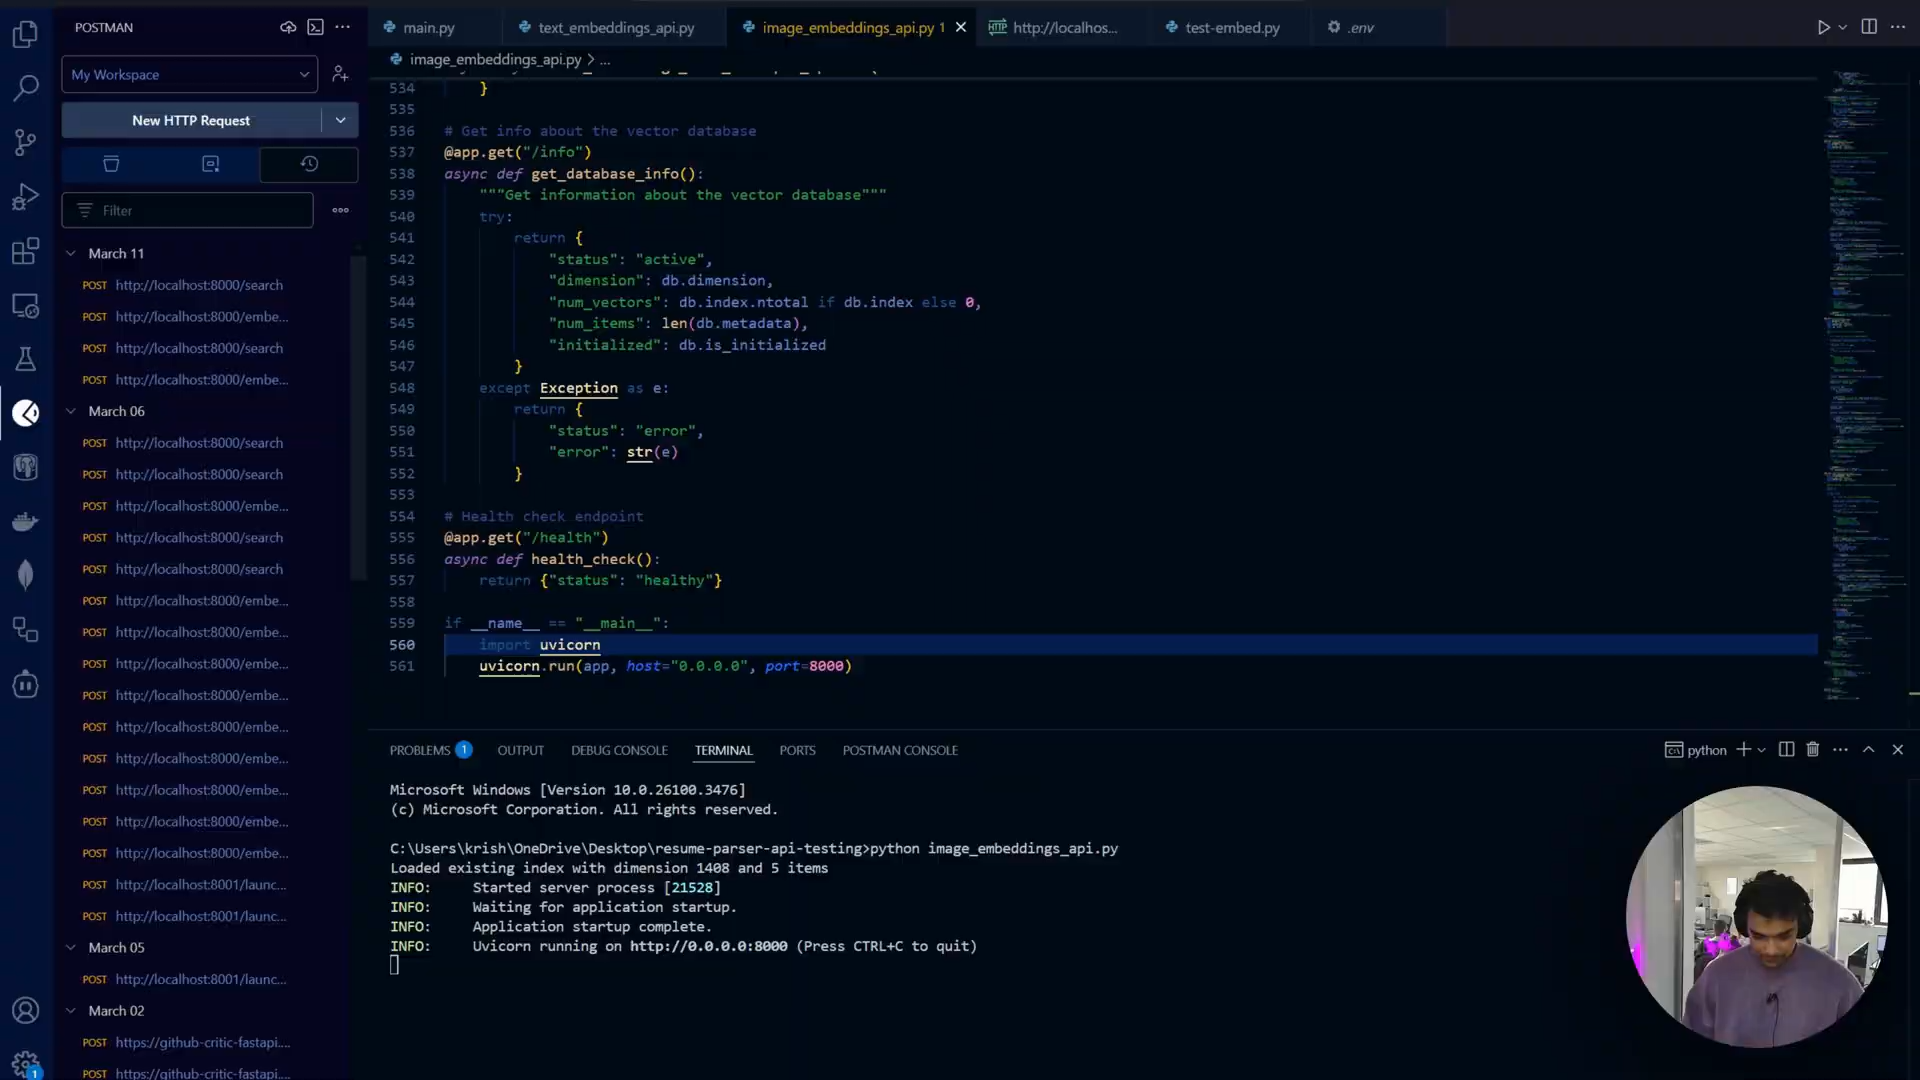 POSTMAN
My Workspace
New HTTP Request
Filter
March 11
POST http://localhost:8000/search
POST http://localhost:8000/embe...
POST http://localhost:8000/search
POST http://localhost:8000/embe...
March 06
POST http://localhost:8000/search
POST http://localhost:8000/search
POST http://localhost:8000/embe...
POST http://localhost:8000/search
POST http://localhost:8000/search
POST http://localhost:8000/embe...
POST http://localhost:8000/embe...
POST http://localhost:8000/embe...
POST http://localhost:8000/embe...
POST http://localhost:8000/embe...
POST http://localhost:8000/embe...
POST http://localhost:8000/embe...
POST http://localhost:8000/embe...
POST http://localhost:8000/embe...
POST http://localhost:8001/launc...
POST http://localhost:8001/launc...
March 05
POST http://localhost:8001/launc...
March 02
POST https://github-critic-fastapi....
POST https://github-critic-fastapi....
1
main.py
text_embeddings_api.py
image_embeddings_api.py 1
http://localhos...
test-embed.py
.env
image_embeddings_api.py > ...
534 }
535
536 # Get info about the vector database
537 @app.get("/info")
538 async def get_database_info():
539 """Get information about the vector database"""
540 try:
541 return {
542 "status": "active",
543 "dimension": db.dimension,
544 "num_vectors": db.index.ntotal if db.index else 0,
545 "num_items": len(db.metadata),
546 "initialized": db.is_initialized
547 }
548 except Exception as e:
549 return {
550 "status": "error",
551 "error": str(e)
552 }
553
554 # Health check endpoint
555 @app.get("/health")
556 async def health_check():
557 return {"status": "healthy"}
558
559 if __name__ == "__main__":
560 import uvicorn
561 uvicorn.run(app, host="0.0.0.0", port=8000)
PROBLEMS 1 OUTPUT DEBUG CONSOLE TERMINAL PORTS POSTMAN CONSOLE
python
Microsoft Windows [Version 10.0.26100.3476]
(c) Microsoft Corporation. All rights reserved.
C:\Users\krish\OneDrive\Desktop\resume-parser-api-testing>python image_embeddings_api.py
Loaded existing index with dimension 1408 and 5 items
INFO: Started server process [21528]
INFO: Waiting for application startup.
INFO: Application startup complete.
INFO: Uvicorn running on http://0.0.0.0:8000 (Press CTRL+C to quit)